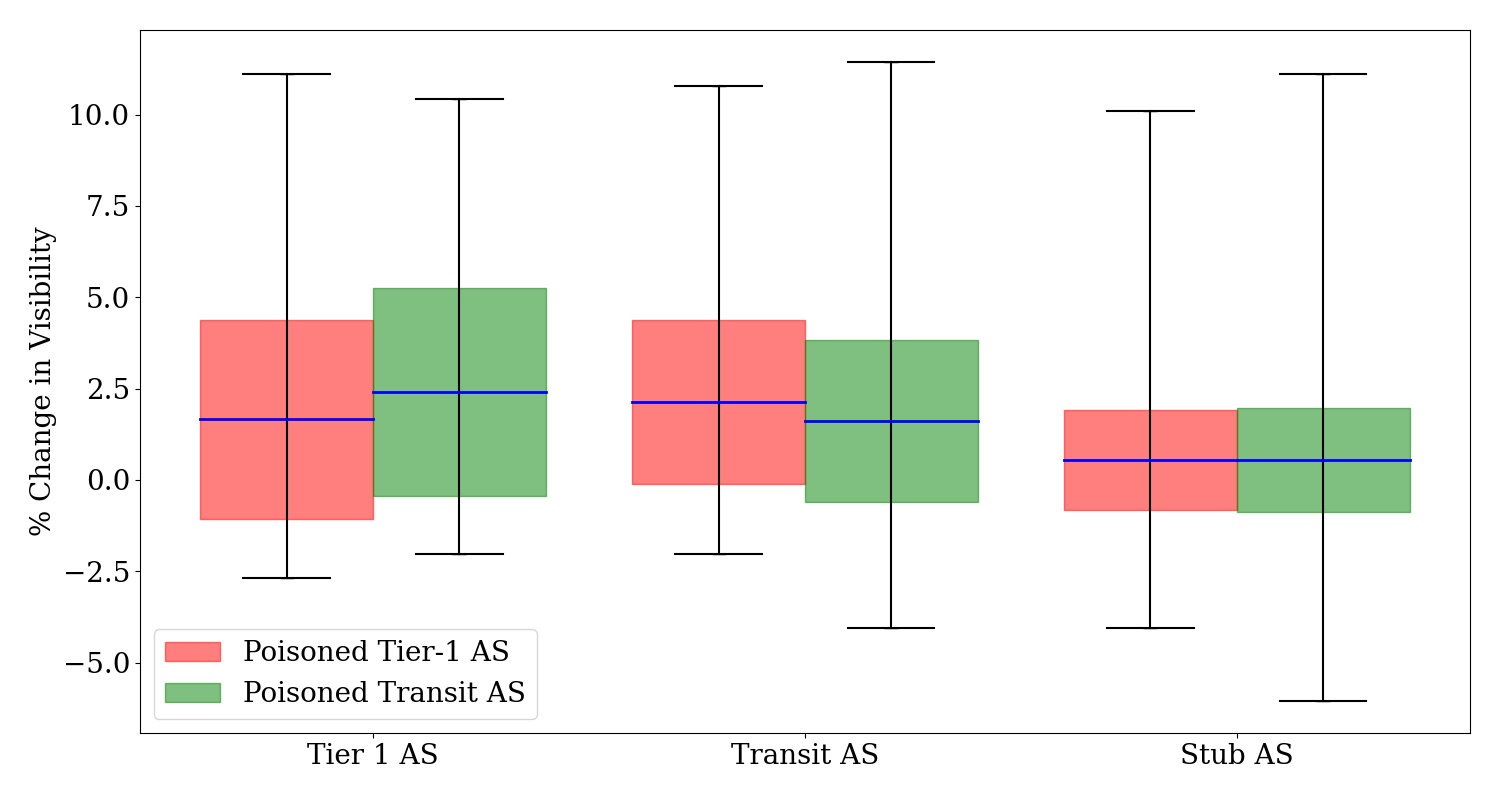 % Change in Visibility
10.0
7.5
5.0
2.5
0.0
−2.5
−5.0
Poisoned Tier-1 AS
Poisoned Transit AS
Tier 1 AS
Transit AS
Stub AS